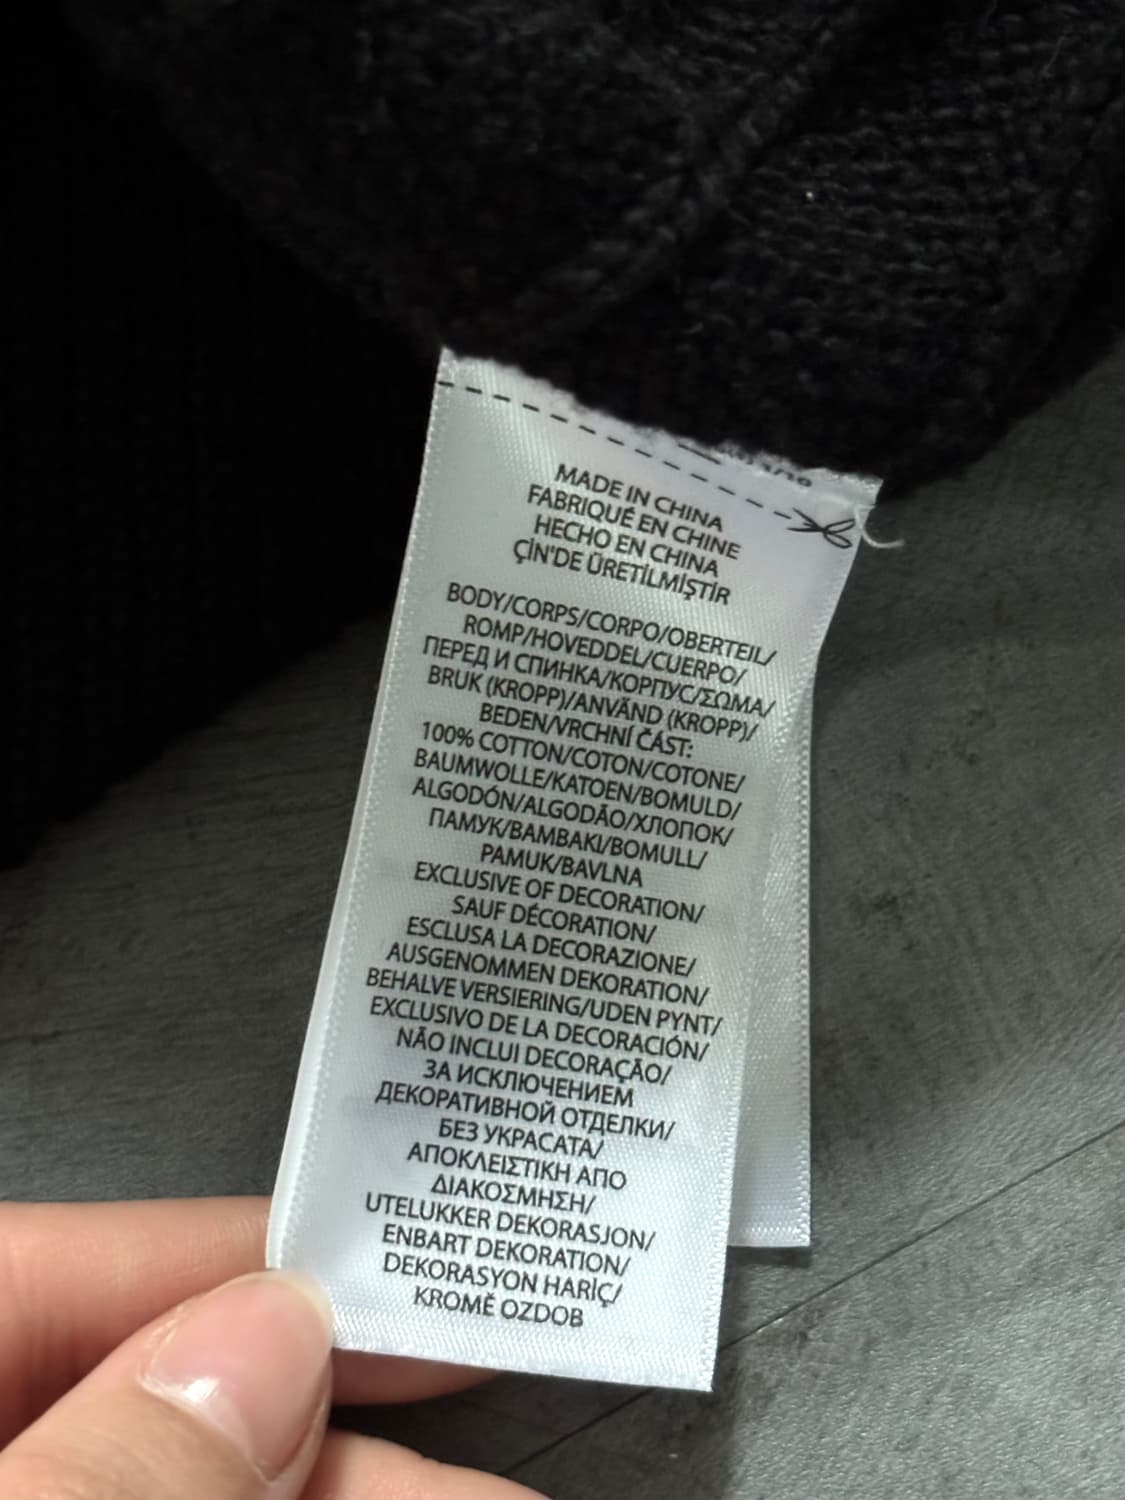 MADE IN CHINA
FABRIQUÉ EN CHINE
HECHO EN CHINA
ÇİN'DE ÜRETİLMİŞTİR
BODY/CORPS/CORPO/OBERTEIL/
ROMP/HOVEDDEL/CUERPO/
ПЕРЕД И СПИНКА/КОРПУС/ΣΩΜΑ/
BRUK (KROPP)/ANVÄND (KROPP)/
BEDEN/VRCHNÍ ČÁST:
100% COTTON/COTON/COTONE/
BAUMWOLLE/KATOEN/BOMULD/
ALGODÓN/ALGODÃO/ХЛОПОК/
ПАМУК/ΒΑΜΒΑΚΙ/BOMULL/
PAMUK/BAVLNA
EXCLUSIVE OF DECORATION/
SAUF DÉCORATION/
ESCLUSA LA DECORAZIONE/
AUSGENOMMEN DEKORATION/
BEHALVE VERSIERING/UDEN PYNT/
EXCLUSIVO DE LA DECORACIÓN/
NÃO INCLUI DECORAÇÃO/
ЗА ИСКЛЮЧЕНИЕМ
ДЕКОРАТИВНОЙ ОТДЕЛКИ/
БЕЗ УКРАСАТА/
ΑΠΟΚΛΕΙΣΤΙΚΗ ΑΠΟ
ΔΙΑΚΟΣΜΗΣΗ/
UTELUKKER DEKORASJON/
ENBART DEKORATION/
DEKORASYON HARİÇ/
KROMĚ OZDOB